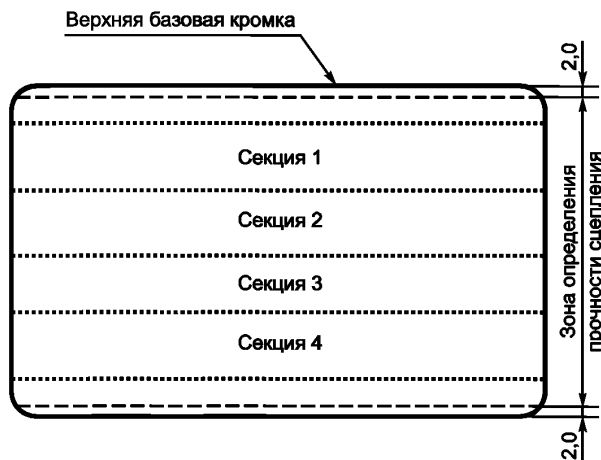 Верхняя базовая кромка
2,0
Секция 1
Секция 2
Секция 3
Секция 4
Зона определения
прочности сцепления
2,0